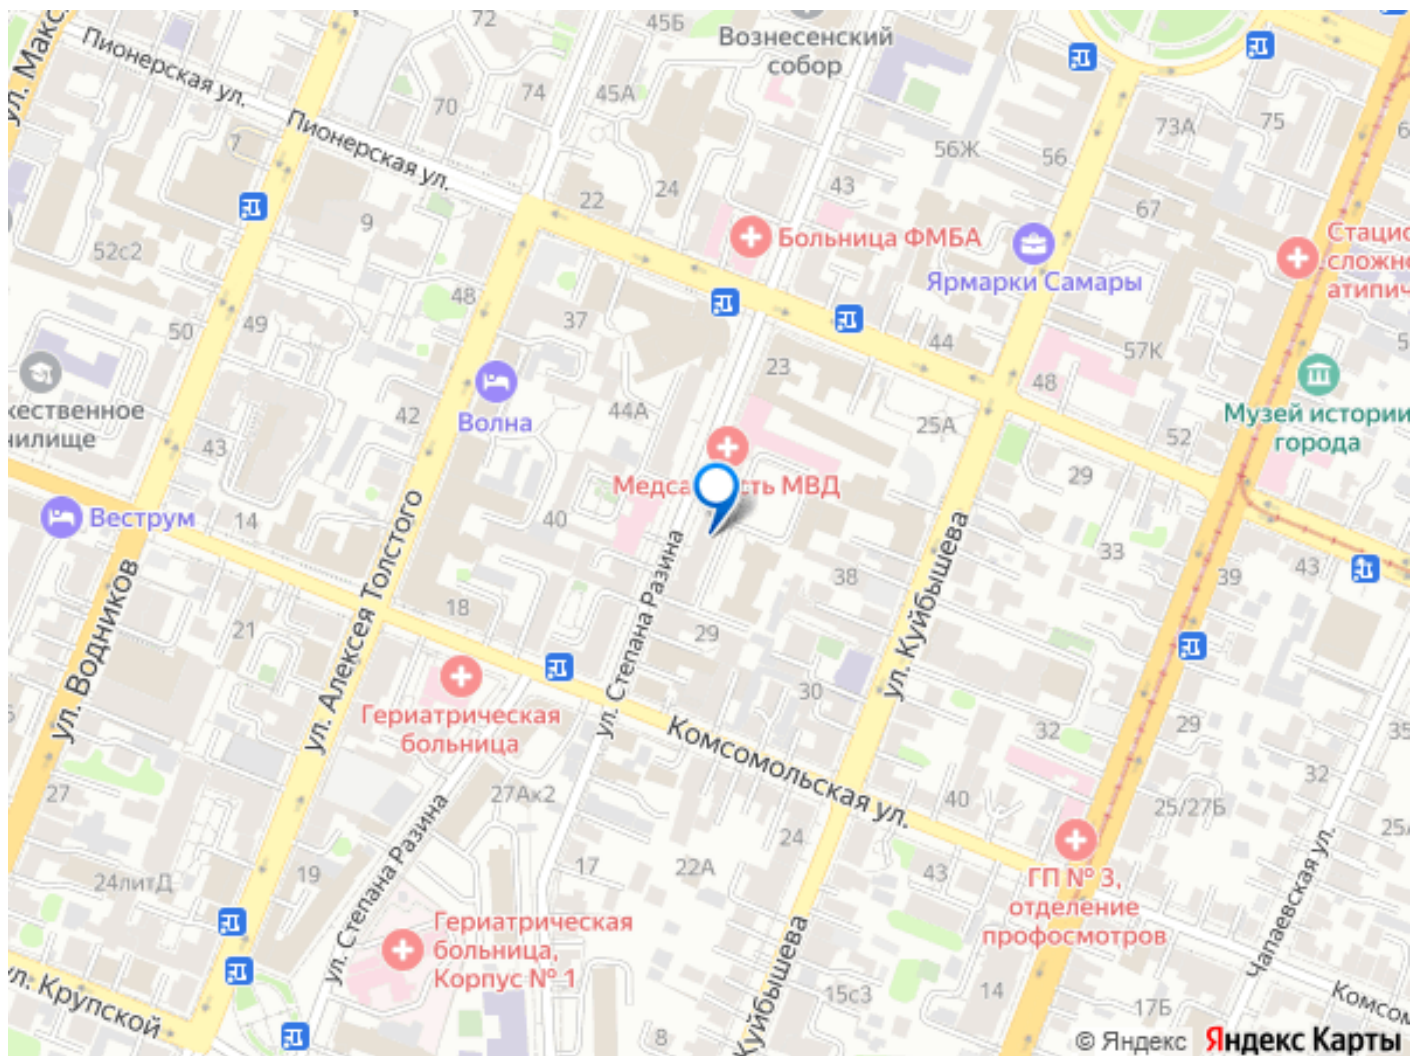 72
45Б
Вознесенский
собор
Пионерская ул.
70
74
45А
73А
75
7
Пионерская ул.
56Ж
56
43
24
22
9
67
52с2
Больница ФМБА
Ярмарки Самары
48
50
49
37
44
57К
23
48
Волна
44А
42
25А
43
52
29
Музей истории
города
Медса
сть МВД
Веструм
14
40
ул. Водников
ул. Алексея Толстого
ул. Степана Разина
ул. Куйбышева
33
43
39
38
18
21
29
30
Гериатрическая
больница
Комсомольская ул.
32
29
35
27
27Ак2
40
32
25/27Б
24
17
22А
43
24литД
19
ул. Степана Разина
ГП № 3,
отделение
профосмотров
Гериатрическая
больница,
Корпус № 1
Чапаевская ул.
ул. Крупской
Куйбышева
15с3
14
17Б
8
© Яндекс Яндекс Карты